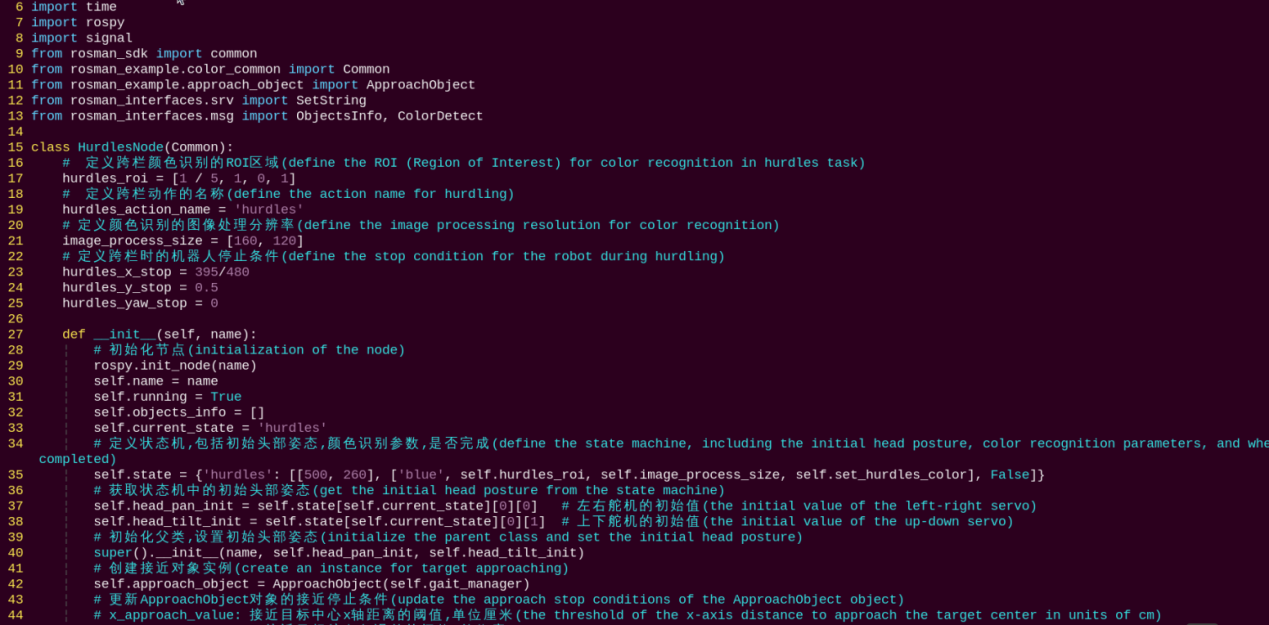 6 import time
7 import rospy
8 import signal
9 from rosman_sdk import common
10 from rosman_example.color_common import Common
11 from rosman_example.approach_object import ApproachObject
12 from rosman_interfaces.srv import SetString
13 from rosman_interfaces.msg import ObjectsInfo, ColorDetect
14
15 class HurdlesNode(Common):
16     #  定义跨栏颜色识别的ROI区域(define the ROI (Region of Interest) for color recognition in hurdles task)
17     hurdles_roi = [1 / 5, 1, 0, 1]
18     #  定义跨栏动作的名称(define the action name for hurdling)
19     hurdles_action_name = 'hurdles'
20     # 定义颜色识别的图像处理分辨率(define the image processing resolution for color recognition)
21     image_process_size = [160, 120]
22     # 定义跨栏时的机器人停止条件(define the stop condition for the robot during hurdling)
23     hurdles_x_stop = 395/480
24     hurdles_y_stop = 0.5
25     hurdles_yaw_stop = 0
26
27     def __init__(self, name):
28         # 初始化节点(initialization of the node)
29         rospy.init_node(name)
30         self.name = name
31         self.running = True
32         self.objects_info = []
33         self.current_state = 'hurdles'
34         # 定义状态机,包括初始头部姿态,颜色识别参数,是否完成(define the state machine, including the initial head posture, color recognition parameters, and whe
completed)
35         self.state = {'hurdles': [[500, 260], ['blue', self.hurdles_roi, self.image_process_size, self.set_hurdles_color], False]}
36         # 获取状态机中的初始头部姿态(get the initial head posture from the state machine)
37         self.head_pan_init = self.state[self.current_state][0][0]   # 左右舵机的初始值(the initial value of the left-right servo)
38         self.head_tilt_init = self.state[self.current_state][0][1]  # 上下舵机的初始值(the initial value of the up-down servo)
39         # 初始化父类,设置初始头部姿态(initialize the parent class and set the initial head posture)
40         super().__init__(name, self.head_pan_init, self.head_tilt_init)
41         # 创建接近对象实例(create an instance for target approaching)
42         self.approach_object = ApproachObject(self.gait_manager)
43         # 更新ApproachObject对象的接近停止条件(update the approach stop conditions of the ApproachObject object)
44         # x_approach_value: 接近目标中心x轴距离的阈值,单位厘米(the threshold of the x-axis distance to approach the target center in units of cm)